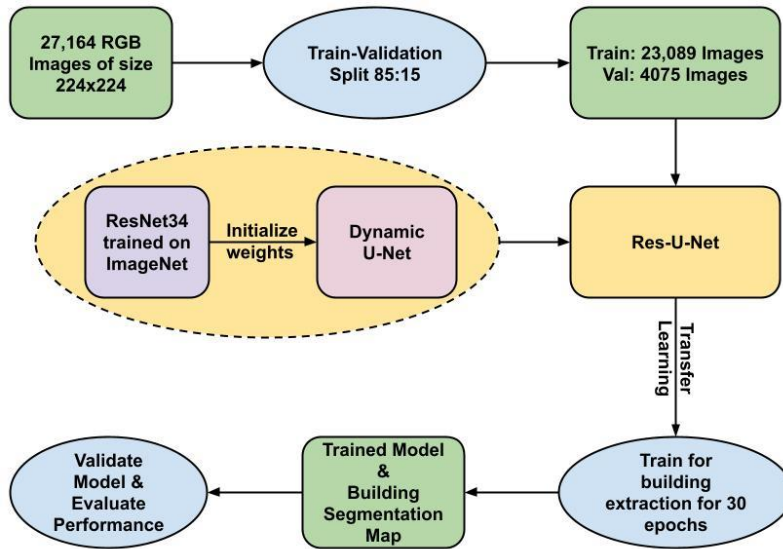 27,164 RGB
Images of size
224x224
Train-Validation
Split 85:15
Train: 23,089 Images
Val: 4075 Images
ResNet34
trained on
ImageNet
Initialize
weights
Dynamic
U-Net
Res-U-Net
Transfer
Learning
Validate
Model &
Evaluate
Performance
Trained Model
&
Building
Segmentation
Map
Train for
building
extraction for 30
epochs